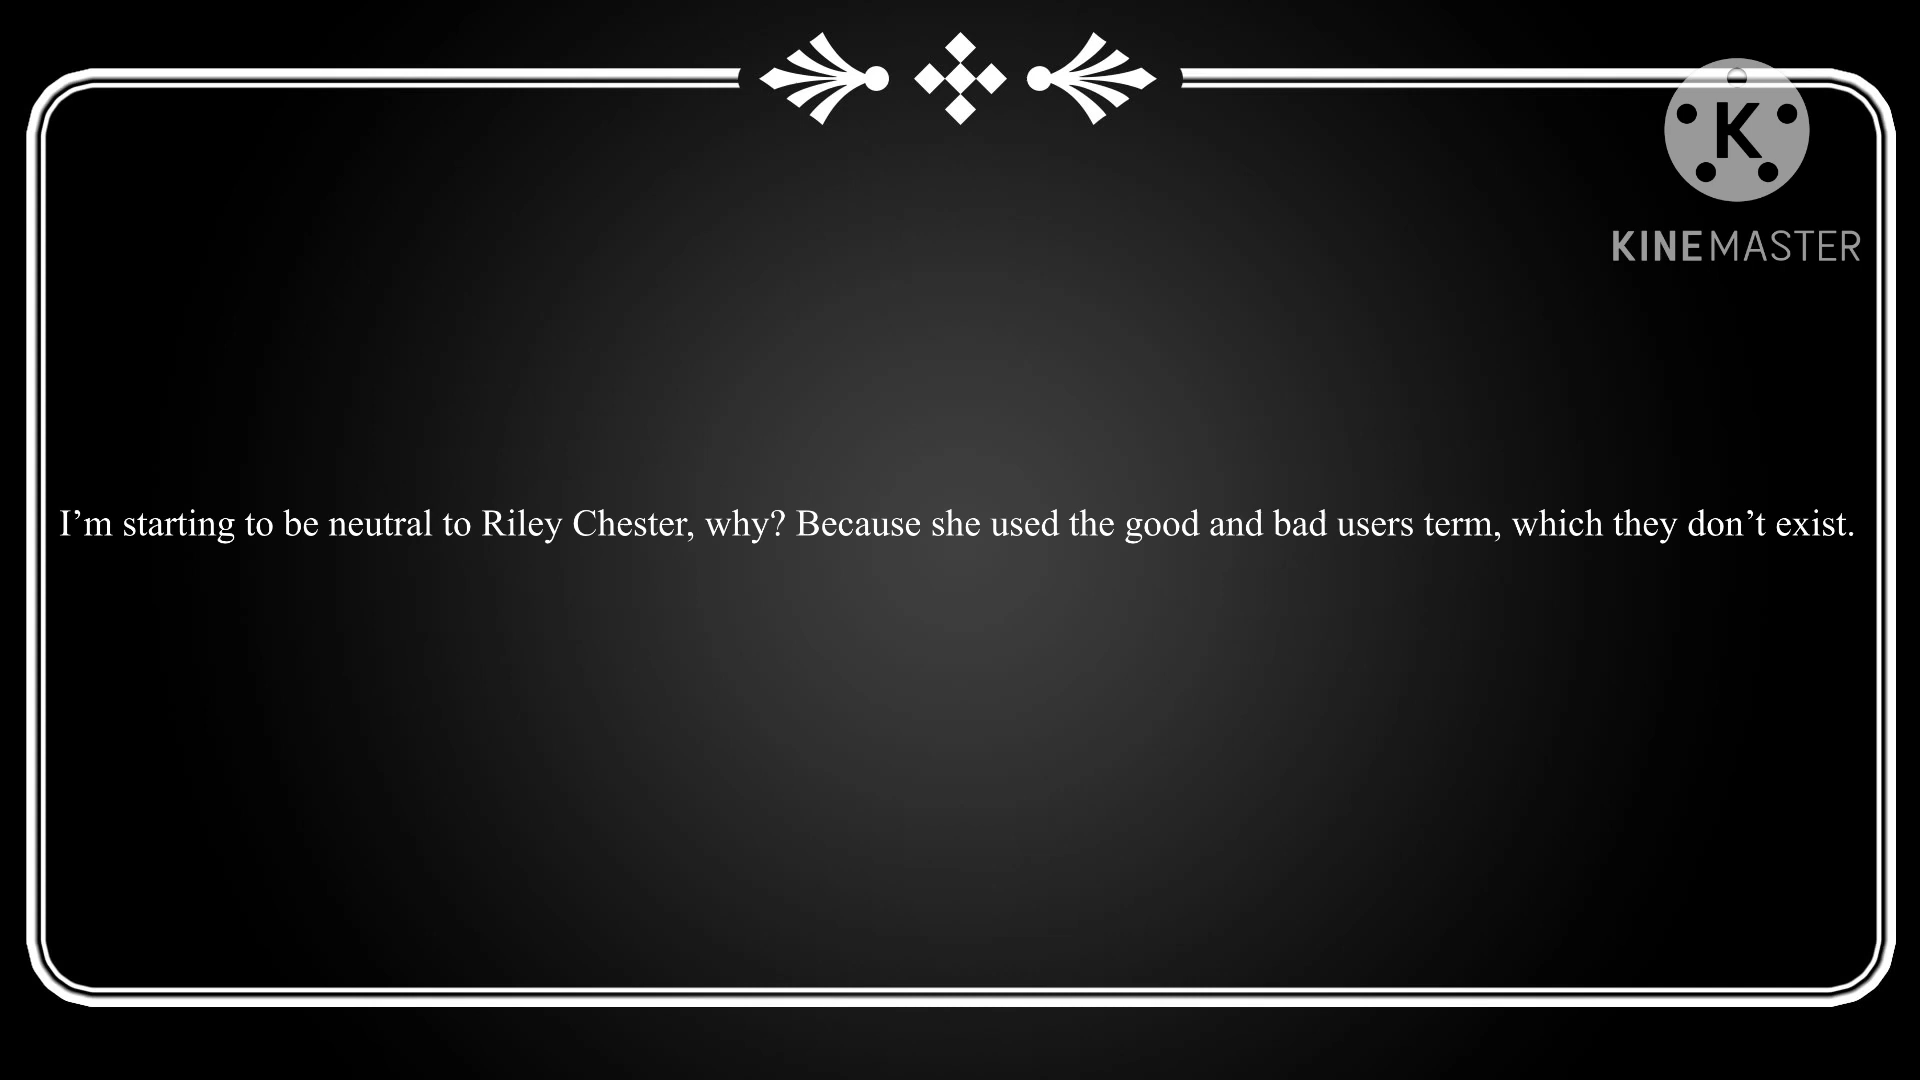 K
KINEMASTER
I’m starting to be neutral to Riley Chester, why? Because she used the good and bad users term, which they don’t exist.